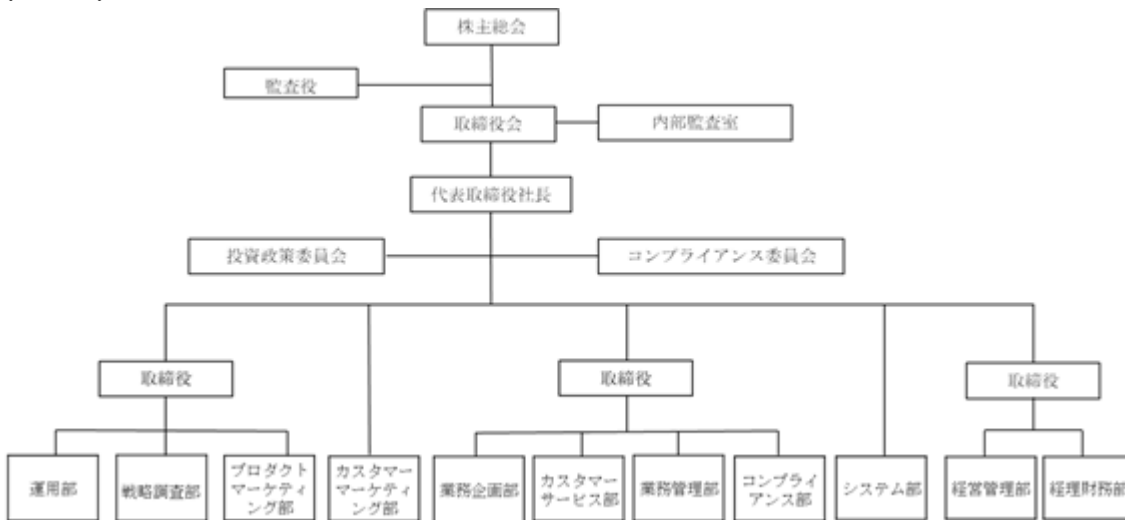 株主総会
監査役
取締役会
内部監査室
代表取締役社長
投資政策委員会
コンプライアンス委員会
取締役
取締役
取締役
運用部
戦略調査部
プロダクト
マーケティ
ング部
カスタマー
マーケティ
ング部
業務企画部
カスタマー
サービス部
業務管理部
コンプライ
アンス部
システム部
経営管理部
経理財務部